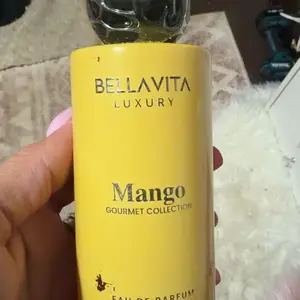 BELLAVITA
LUXURY
Mango
GOURMET COLLECTION
EAU DE PARFUM